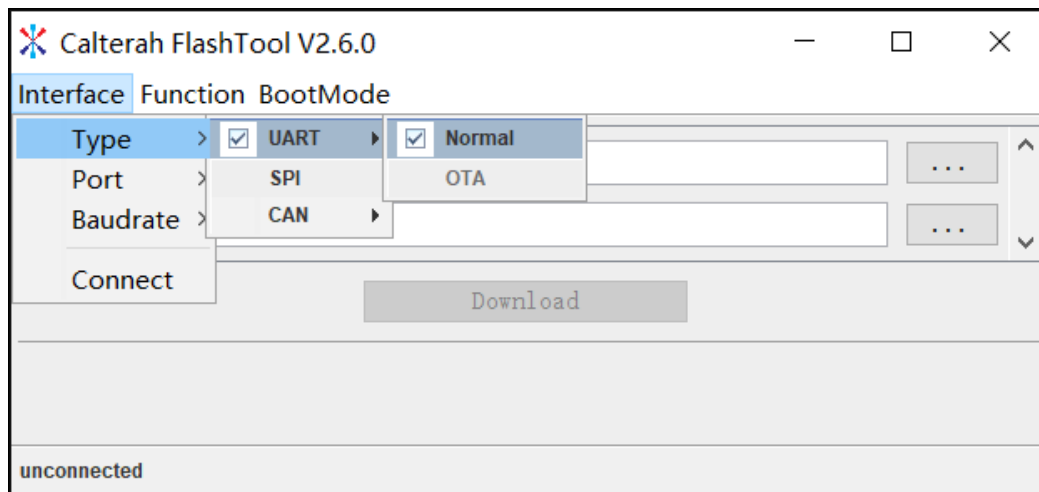 Calterah FlashTool V2.6.0
Interface Function BootMode
Type > UART Normal
Port > SPI OTA
Baudrate > CAN
...
...
Connect
Download
unconnected